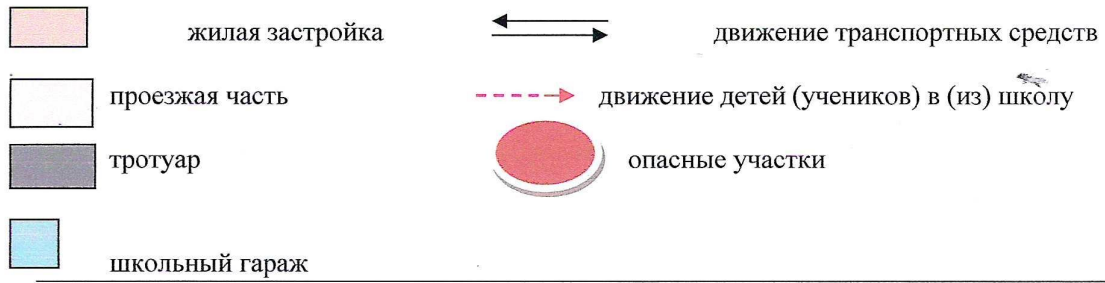 жилая застройка
движение транспортных средств
проезжая часть
движение детей (учеников) в (из) школу
тротуар
опасные участки
школьный гараж